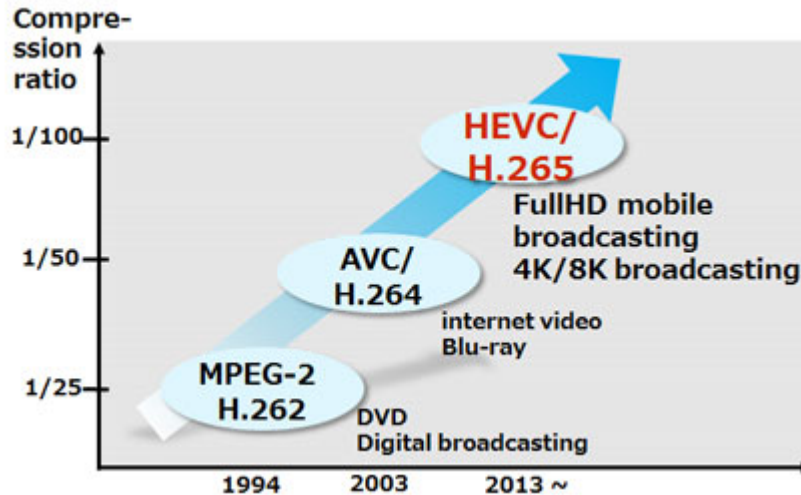 Compre-
ssion
ratio
1/100
HEVC/
H.265
FullHD mobile
broadcasting
4K/8K broadcasting
1/50
AVC/
H.264
internet video
Blu-ray
1/25
MPEG-2
H.262
DVD
Digital broadcasting
1994
2003
2013 ~